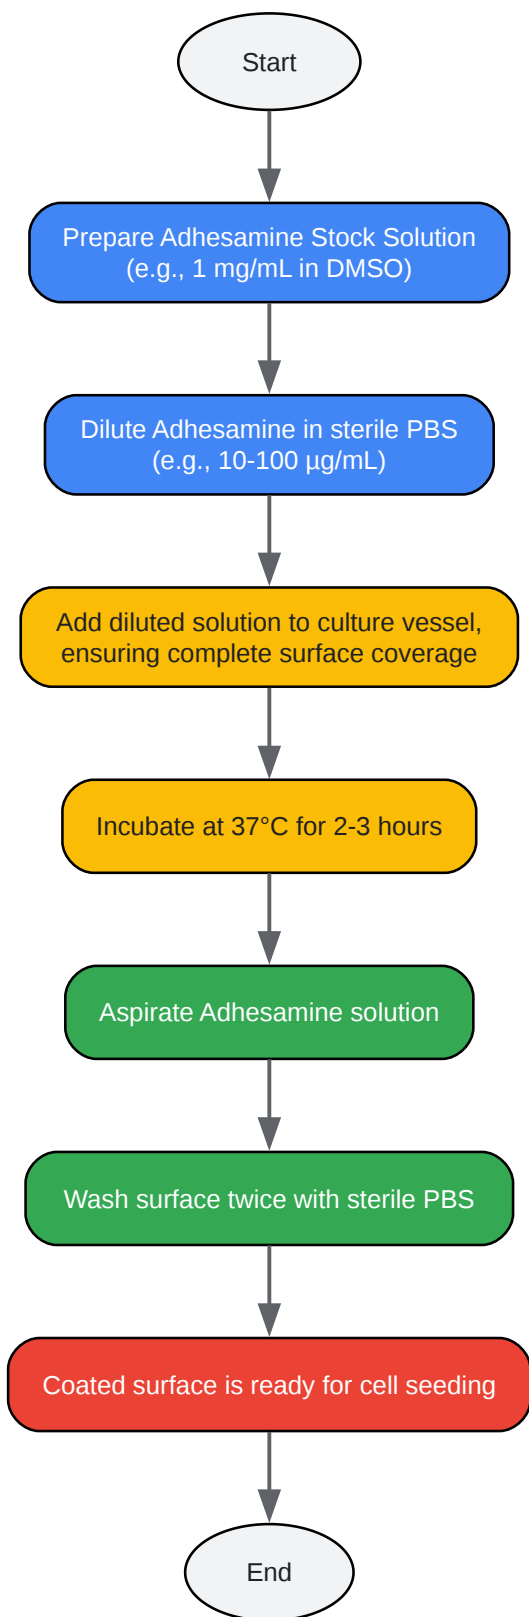 Start
Prepare Adhesamine Stock Solution
(e.g., 1 mg/mL in DMSO)
Dilute Adhesamine in sterile PBS
(e.g., 10-100 µg/mL)
Add diluted solution to culture vessel,
ensuring complete surface coverage
Incubate at 37°C for 2-3 hours
Aspirate Adhesamine solution
Wash surface twice with sterile PBS
Coated surface is ready for cell seeding
End